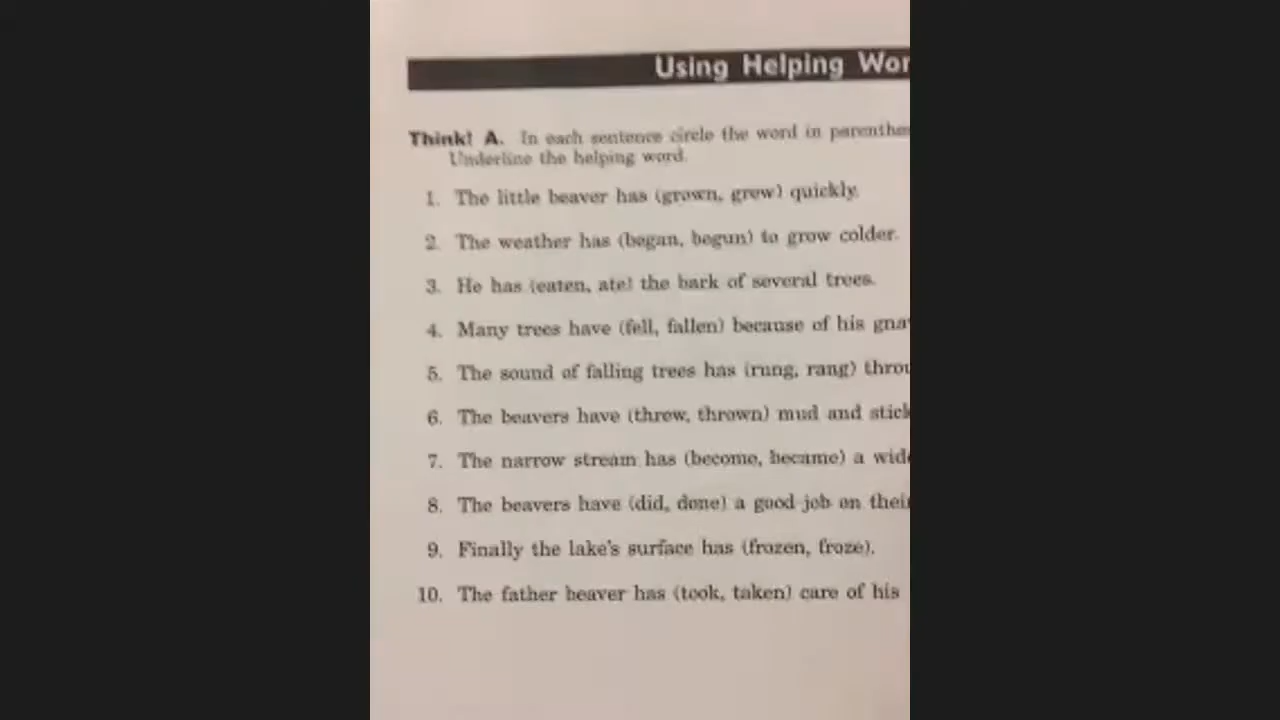 Using Helping Wor
Think! A. In each sentence circle the word in parenthe
Underline the helping word.
1. The little beaver has (grown, grew) quickly.
2. The weather has (began, begun) to grow colder.
3. He has (eaten, ate) the bark of several trees.
4. Many trees have (fell, fallen) because of his gna
5. The sound of falling trees has (rung, rang) throu
6. The beavers have (threw, thrown) mud and stick
7. The narrow stream has (become, became) a wide
8. The beavers have (did, done) a good job on their
9. Finally the lake's surface has (frozen, froze).
10. The father beaver has (took, taken) care of his